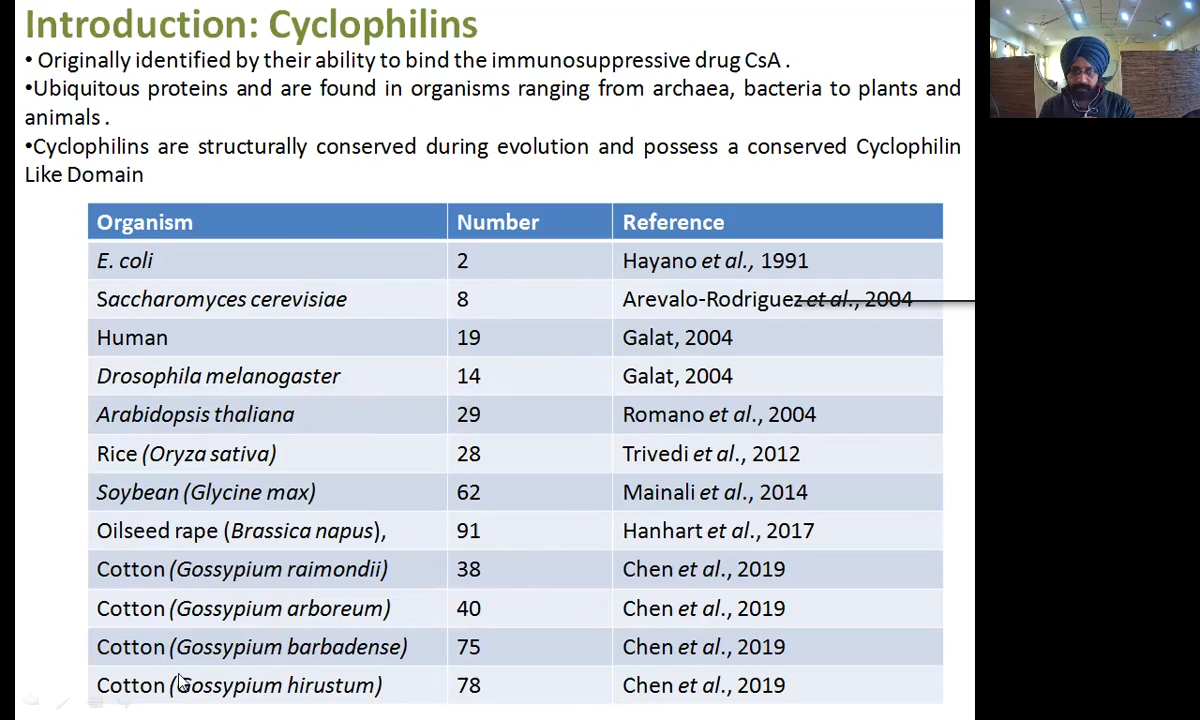 Introduction: Cyclophilins
• Originally identified by their ability to bind the immunosuppressive drug CsA .
•Ubiquitous proteins and are found in organisms ranging from archaea, bacteria to plants and
animals .
•Cyclophilins are structurally conserved during evolution and possess a conserved Cyclophilin
Like Domain
Organism Number Reference
E. coli 2 Hayano et al., 1991
Saccharomyces cerevisiae 8 Arevalo-Rodriguez et al., 2004
Human 19 Galat, 2004
Drosophila melanogaster 14 Galat, 2004
Arabidopsis thaliana 29 Romano et al., 2004
Rice (Oryza sativa) 28 Trivedi et al., 2012
Soybean (Glycine max) 62 Mainali et al., 2014
Oilseed rape (Brassica napus), 91 Hanhart et al., 2017
Cotton (Gossypium raimondii) 38 Chen et al., 2019
Cotton (Gossypium arboreum) 40 Chen et al., 2019
Cotton (Gossypium barbadense) 75 Chen et al., 2019
Cotton (Gossypium hirustum) 78 Chen et al., 2019